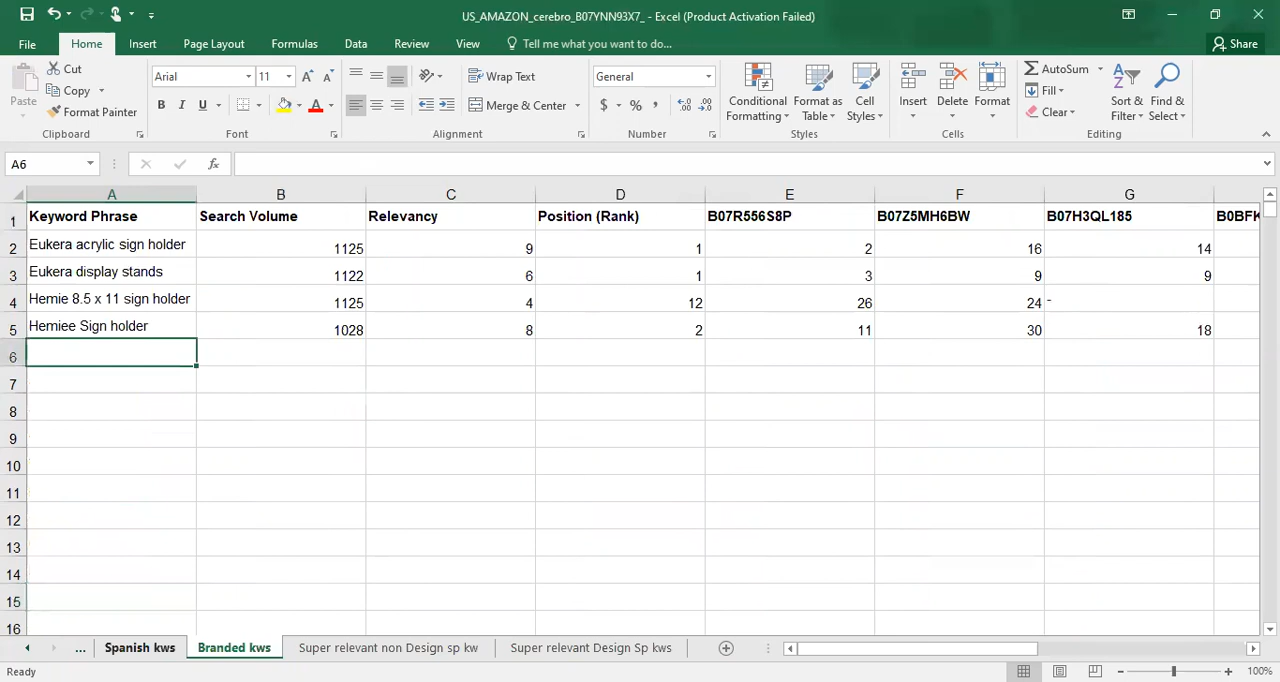 US_AMAZON_cerebro_B07YNN93X7_ - Excel (Product Activation Failed)
File Home Insert Page Layout Formulas Data Review View Tell me what you want to do... Share
Paste Cut Copy Format Painter
Arial 11 B I U A A A
Wrap Text Merge & Center
General $ % ,
Conditional Formatting Format as Table Cell Styles
Insert Delete Format
AutoSum Fill Clear Sort & Filter Find & Select
Clipboard Font Alignment Number Styles Cells Editing
A6 fx
A B C D E F G
1 Keyword Phrase Search Volume Relevancy Position (Rank) B07R556S8P B07Z5MH6BW B07H3QL185 B0BFK
2 Eukera acrylic sign holder 1125 9 1 2 16 14
3 Eukera display stands 1122 6 1 3 9 9
4 Hemie 8.5 x 11 sign holder 1125 4 12 26 24 -
5 Hemiee Sign holder 1028 8 2 11 30 18
6
7
8
9
10
11
12
13
14
15
16
... Spanish kws Branded kws Super relevant non Design sp kw Super relevant Design Sp kws
Ready 100%